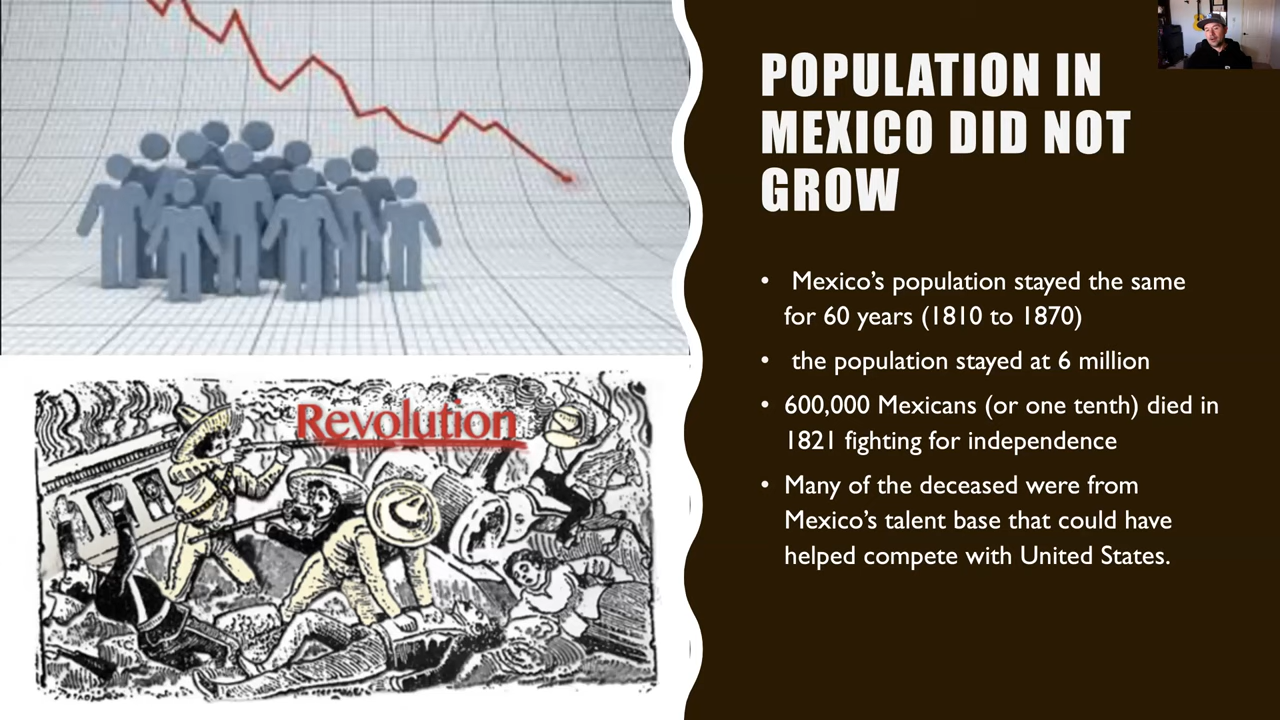 POPULATION IN
MEXICO DID NOT
GROW
• Mexico’s population stayed the same
for 60 years (1810 to 1870)
• the population stayed at 6 million
• 600,000 Mexicans (or one tenth) died in
1821 fighting for independence
• Many of the deceased were from
Mexico’s talent base that could have
helped compete with United States.
Revolution